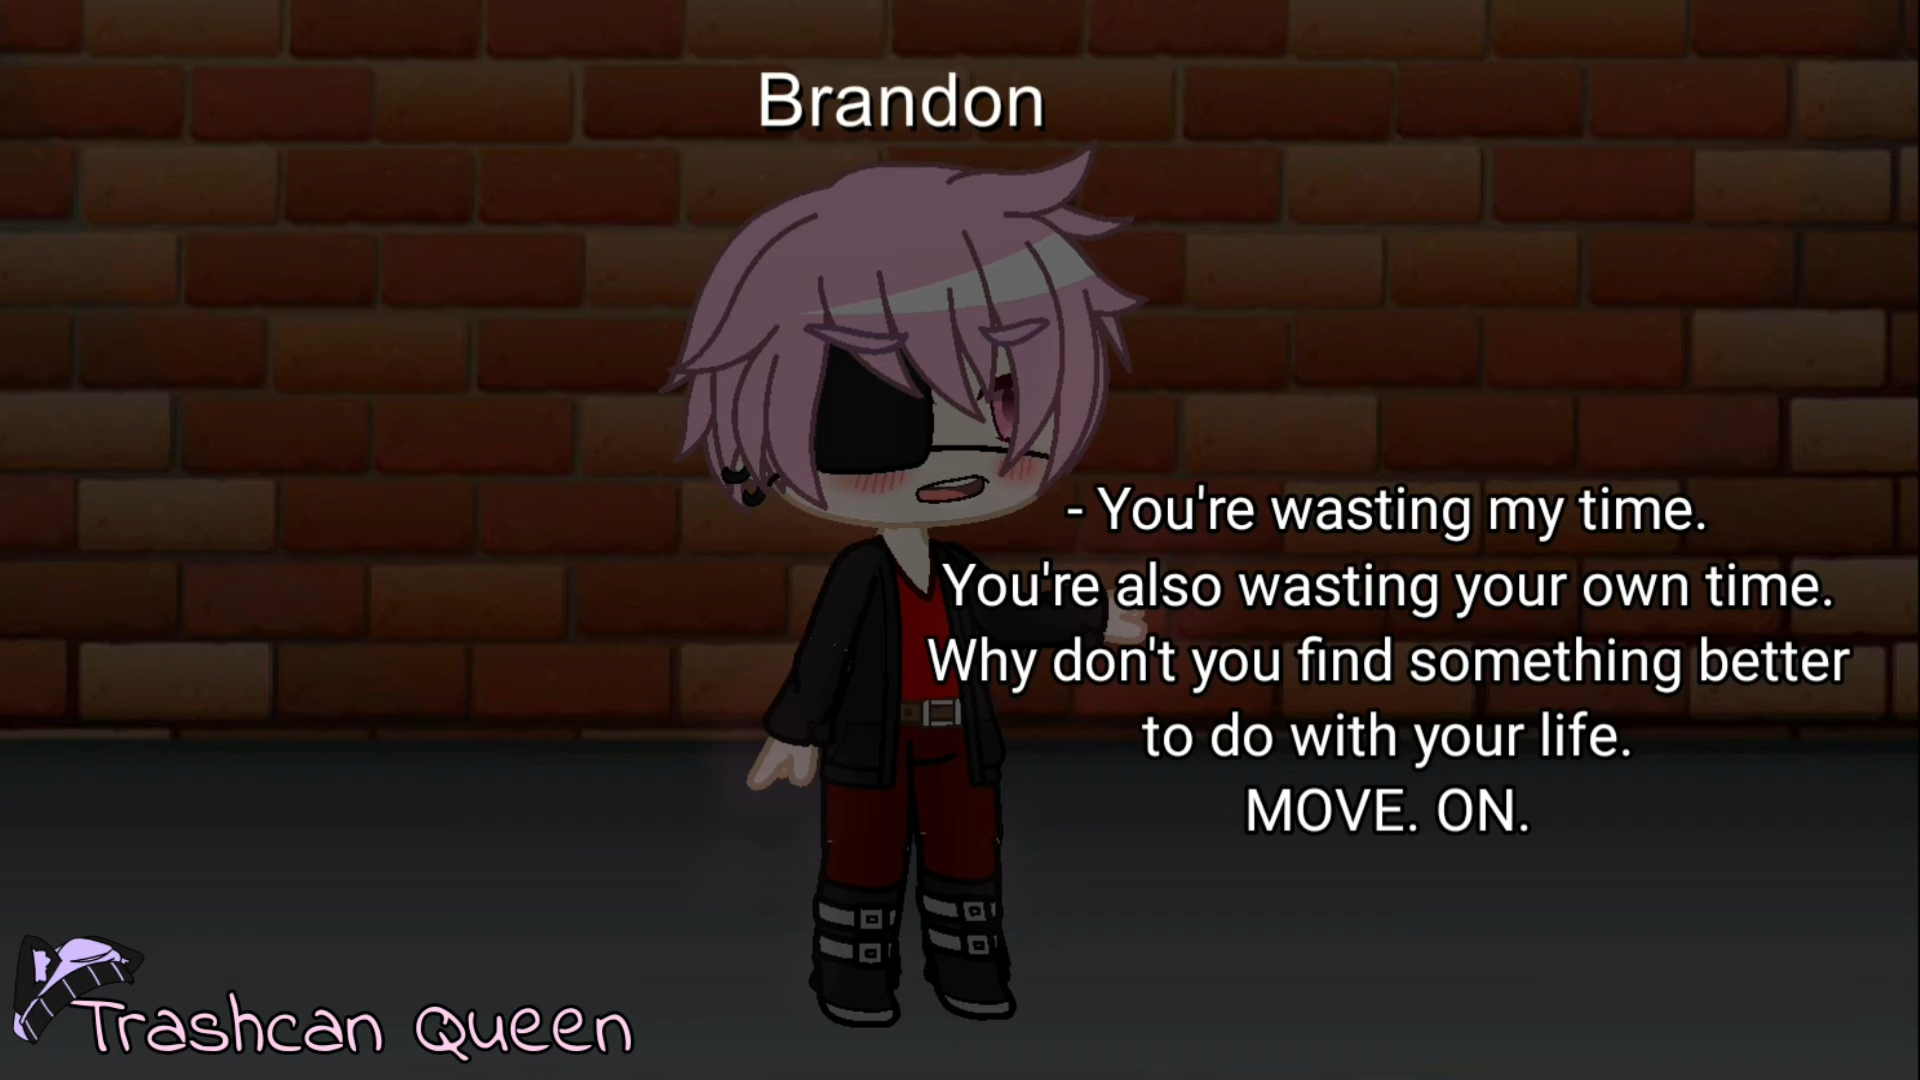 Brandon
- You're wasting my time.
You're also wasting your own time.
Why don't you find something better
to do with your life.
MOVE. ON.
Trashcan Queen